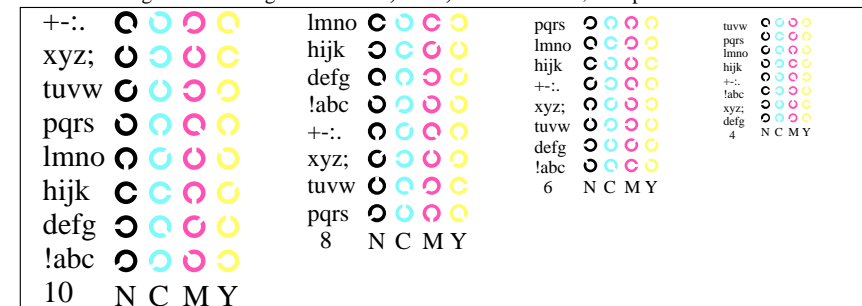 +-:.
xyz;
tuvw
pqrs
lmno
hijk
defg
!abc
10 N C M Y
lmno
hijk
defg
!abc
+-:.
xyz;
tuvw
pqrs
8 N C M Y
pqrs
lmno
hijk
+-:.
xyz;
tuvw
defg
!abc
6 N C M Y
tuvw
pqrs
lmno
hijk
+-:.
!abc
xyz;
defg
4 N C M Y